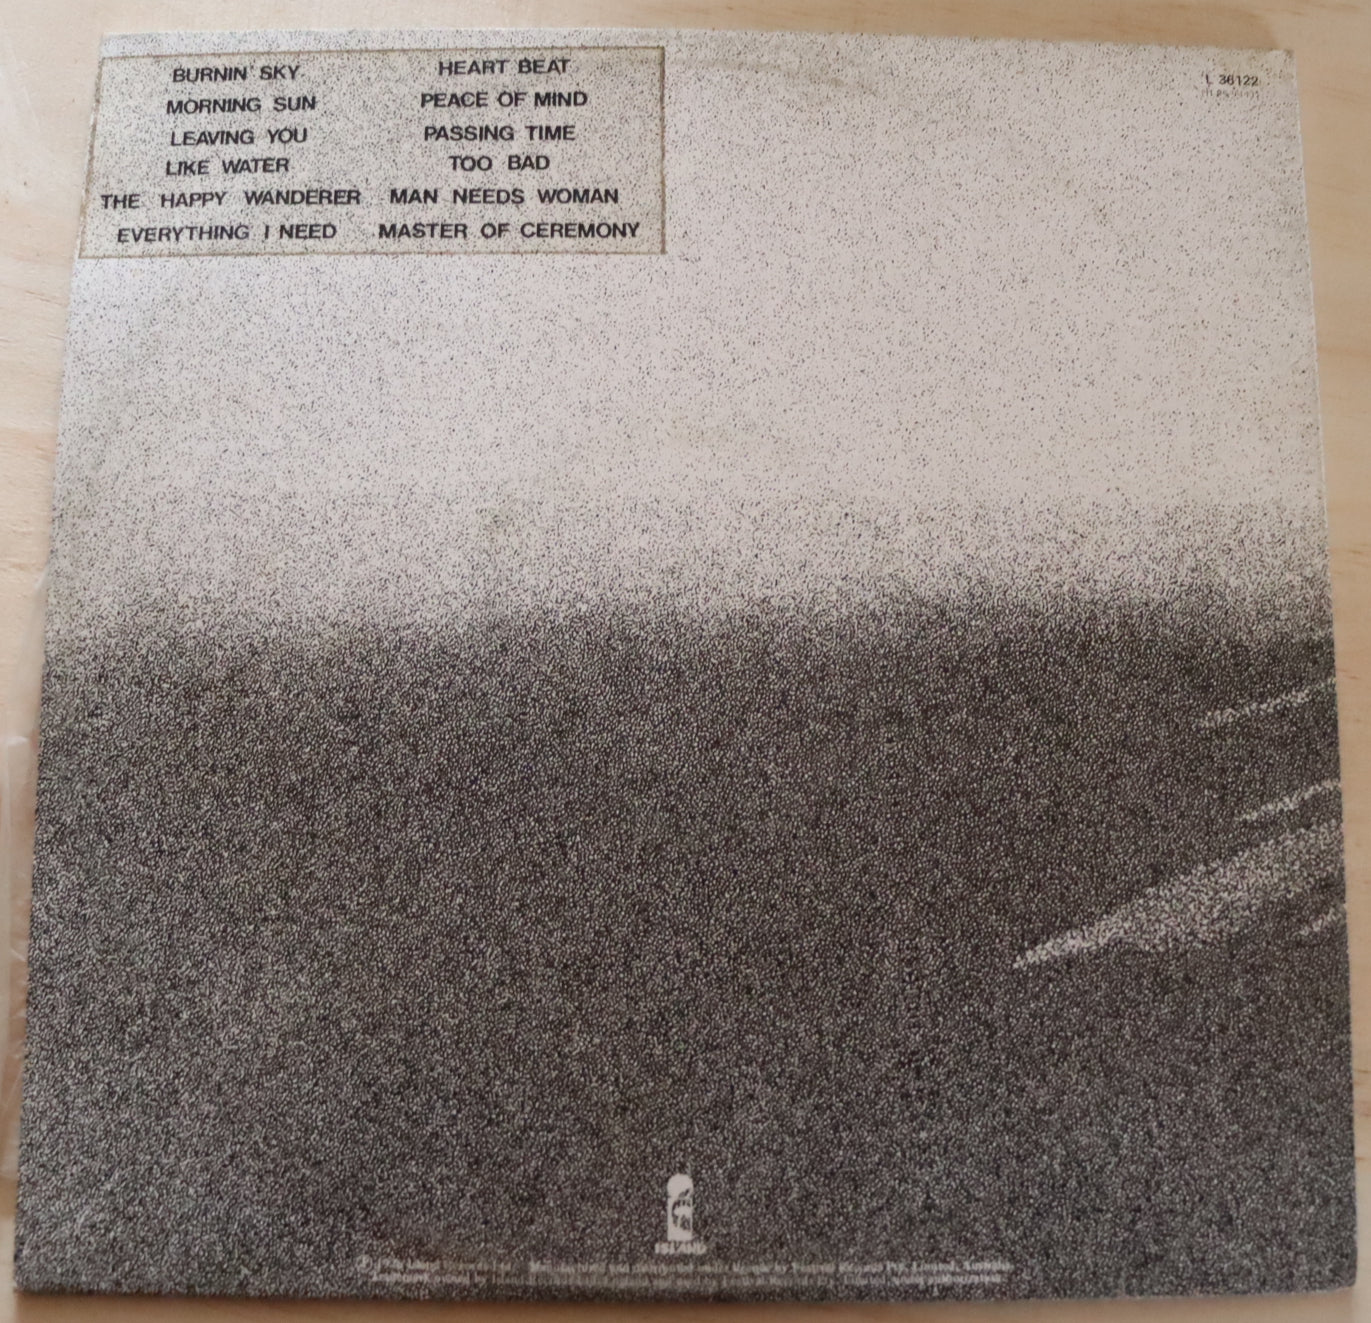 BURNIN' SKY
MORNING SUN
LEAVING YOU
LIKE WATER
THE HAPPY WANDERER
EVERYTHING I NEED
HEART BEAT
PEACE OF MIND
PASSING TIME
TOO BAD
MAN NEEDS WOMAN
MASTER OF CEREMONY
L 36122
ISLAND